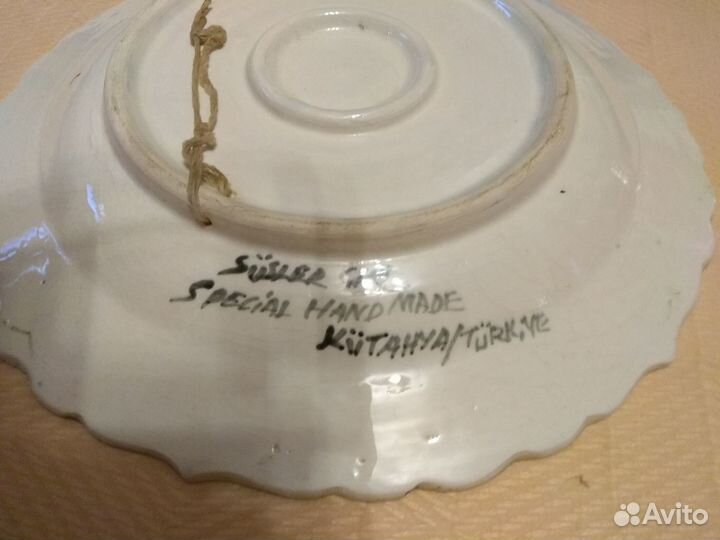 SÜSLER
SPECIAL HAND MADE
KÜTAHYA/TÜRKİYE
Avito